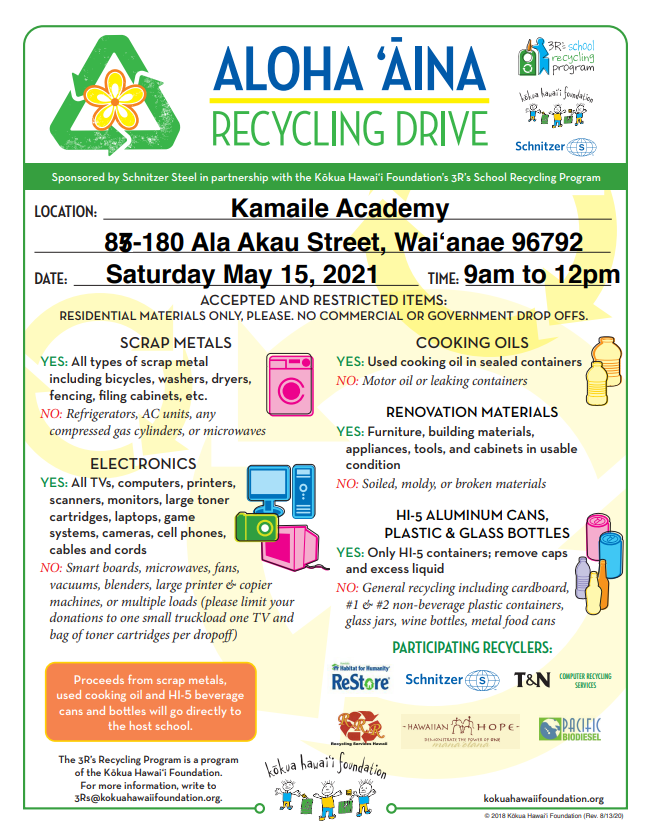 ALOHA ʻĀINA
RECYCLING DRIVE
3R's school
recycling
program
kōkua hawai'i foundation
Schnitzer
Sponsored by Schnitzer Steel in partnership with the Kōkua Hawai'i Foundation's 3R's School Recycling Program
LOCATION: Kamaile Academy
-180 Ala Akau Street, Waiʻanae 96792
DATE: Saturday May 15, 2021 TIME: 9am to 12pm
ACCEPTED AND RESTRICTED ITEMS:
RESIDENTIAL MATERIALS ONLY, PLEASE. NO COMMERCIAL OR GOVERNMENT DROP OFFS.
SCRAP METALS
YES: All types of scrap metal
including bicycles, washers, dryers,
fencing, filing cabinets, etc.
NO: Refrigerators, AC units, any
compressed gas cylinders, or microwaves
ELECTRONICS
YES: All TVs, computers, printers,
scanners, monitors, large toner
cartridges, laptops, game
systems, cameras, cell phones,
cables and cords
NO: Smart boards, microwaves, fans,
vacuums, blenders, large printer & copier
machines, or multiple loads (please limit your
donations to one small truckload one TV and
bag of toner cartridges per dropoff)
COOKING OILS
YES: Used cooking oil in sealed containers
NO: Motor oil or leaking containers
RENOVATION MATERIALS
YES: Furniture, building materials,
appliances, tools, and cabinets in usable
condition
NO: Soiled, moldy, or broken materials
HI-5 ALUMINUM CANS,
PLASTIC & GLASS BOTTLES
YES: Only HI-5 containers; remove caps
and excess liquid
NO: General recycling including cardboard,
#1 & #2 non-beverage plastic containers,
glass jars, wine bottles, metal food cans
PARTICIPATING RECYCLERS:
Habitat for Humanity
ReStore
Schnitzer
T&N COMPUTER RECYCLING
SERVICES
RKR
Recycling Services Hawaii
HAWAIIAN HOPE
DEMONSTRATE THE POWER OF ONE
mana'olana
PACIFIC
BIODIESEL
Proceeds from scrap metals,
used cooking oil and HI-5 beverage
cans and bottles will go directly to
the host school.
The 3R's Recycling Program is a program
of the Kōkua Hawai'i Foundation.
For more information, write to
3Rs@kokuahawaiifoundation.org.
kōkua hawai'i foundation
kokuahawaiifoundation.org
© 2018 Kōkua Hawai'i Foundation (Rev. 8/13/20)